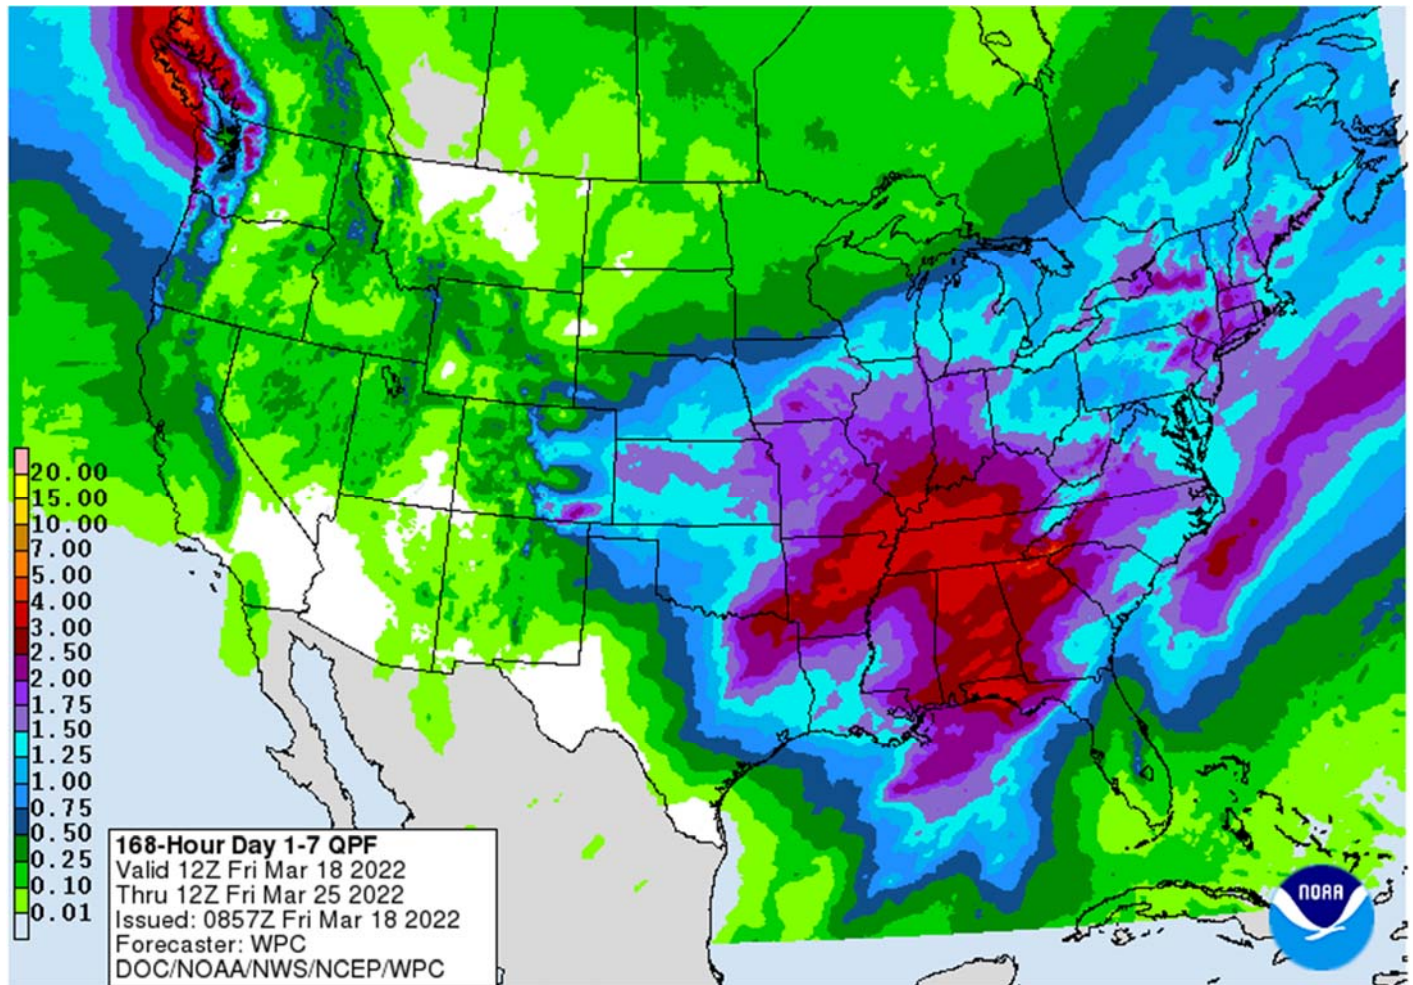 20.00
15.00
10.00
7.00
5.00
4.00
3.00
2.50
2.00
1.75
1.50
1.25
1.00
0.75
0.50
0.25
0.10
0.01
168-Hour Day 1-7 QPF
Valid 12Z Fri Mar 18 2022
Thru 12Z Fri Mar 25 2022
Issued: 0857Z Fri Mar 18 2022
Forecaster: WPC
DOC/NOAA/NWS/NCEP/WPC
NOAA